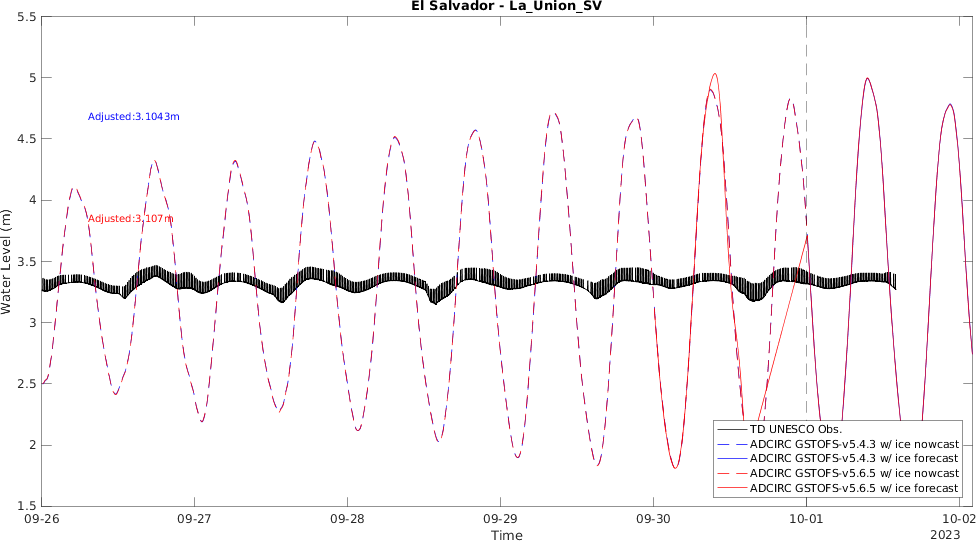 El Salvador - La_Union_SV
5.5
5
4.5
4
3.5
3
2.5
2
1.5
Water Level (m)
Adjusted:3.1043m
Adjusted:3.107m
TD UNESCO Obs.
ADCIRC GSTOFS-v5.4.3 w/ ice nowcast
ADCIRC GSTOFS-v5.4.3 w/ ice forecast
ADCIRC GSTOFS-v5.6.5 w/ ice nowcast
ADCIRC GSTOFS-v5.6.5 w/ ice forecast
09-26 09-27 09-28 09-29 09-30 10-01 10-02
Time
2023